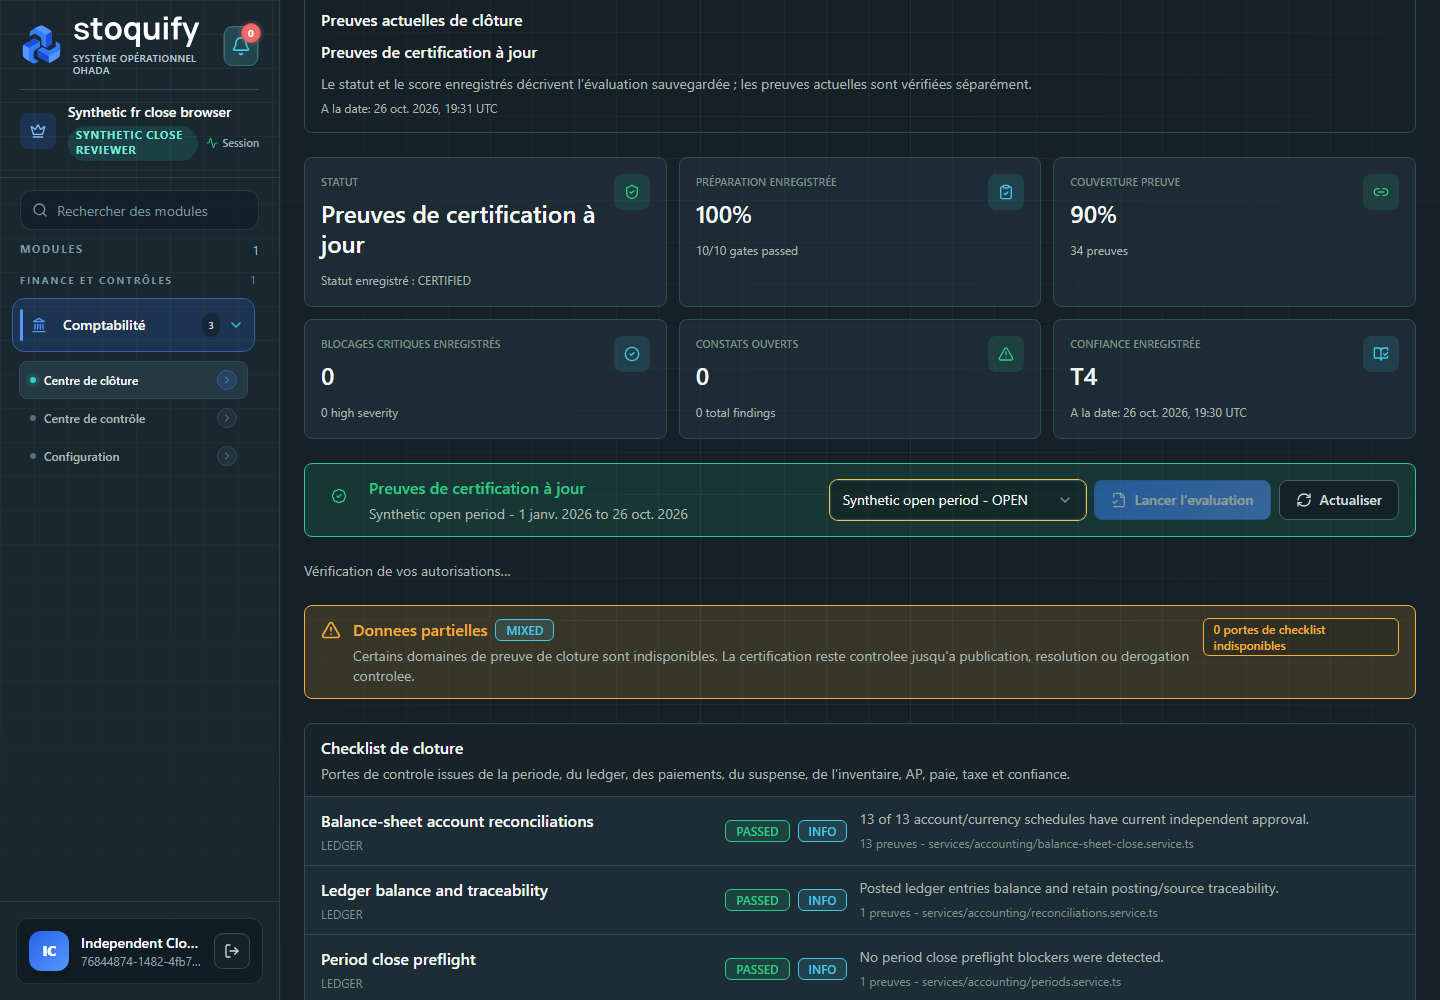 stoquify
SYSTÈME OPÉRATIONNEL
OHADA
0
Synthetic fr close browser
SYNTHETIC CLOSE
REVIEWER
Session
Rechercher des modules
MODULES
1
FINANCE ET CONTRÔLES
1
Comptabilité
3
Centre de clôture
Centre de contrôle
Configuration
IC
Independent Clo...
76844874-1482-4fb7...
Preuves actuelles de clôture
Preuves de certification à jour
Le statut et le score enregistrés décrivent l'évaluation sauvegardée ; les preuves actuelles sont vérifiées séparément.
A la date: 26 oct. 2026, 19:31 UTC
STATUT
Preuves de certification à
jour
Statut enregistré : CERTIFIED
PRÉPARATION ENREGISTRÉE
100%
10/10 gates passed
COUVERTURE PREUVE
90%
34 preuves
BLOCAGES CRITIQUES ENREGISTRÉS
0
0 high severity
CONSTATS OUVERTS
0
0 total findings
CONFIANCE ENREGISTRÉE
T4
A la date: 26 oct. 2026, 19:30 UTC
Preuves de certification à jour
Synthetic open period - 1 janv. 2026 to 26 oct. 2026
Synthetic open period - OPEN
Lancer l'evaluation
Actualiser
Vérification de vos autorisations...
Donnees partielles
MIXED
Certains domaines de preuve de cloture sont indisponibles. La certification reste controlee jusqu'a publication, resolution ou derogation
controlee.
0 portes de checklist
indisponibles
Checklist de cloture
Portes de controle issues de la periode, du ledger, des paiements, du suspense, de l'inventaire, AP, paie, taxe et confiance.
Balance-sheet account reconciliations
LEDGER
PASSED
INFO
13 of 13 account/currency schedules have current independent approval.
13 preuves - services/accounting/balance-sheet-close.service.ts
Ledger balance and traceability
LEDGER
PASSED
INFO
Posted ledger entries balance and retain posting/source traceability.
1 preuves - services/accounting/reconciliations.service.ts
Period close preflight
LEDGER
PASSED
INFO
No period close preflight blockers were detected.
1 preuves - services/accounting/periods.service.ts